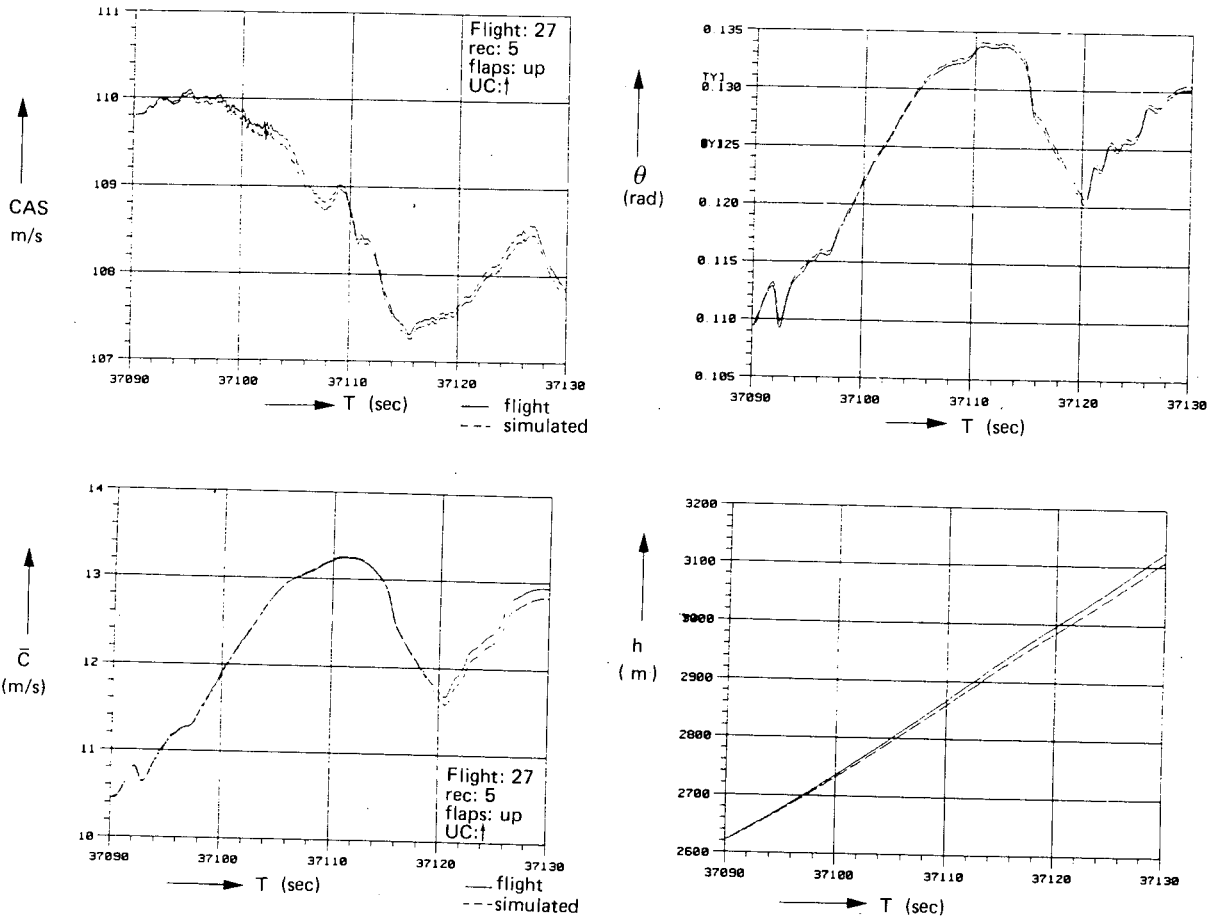 111
110
109
108
107
CAS
m/s
Flight: 27
rec: 5
flaps: up
UC:↑
37090 37100 37110 37120 37130
T (sec)
flight
simulated
0.135
TYJ
0.130
0.125
0.120
0.115
0.110
0.105
θ
(rad)
37090 37100 37110 37120 37130
T (sec)
14
13
12
11
10
C̄
(m/s)
Flight: 27
rec: 5
flaps: up
UC:↑
37090 37100 37110 37120 37130
T (sec)
flight
simulated
3200
3100
3000
2900
2800
2700
2600
h
(m)
37090 37100 37110 37120 37130
T (sec)